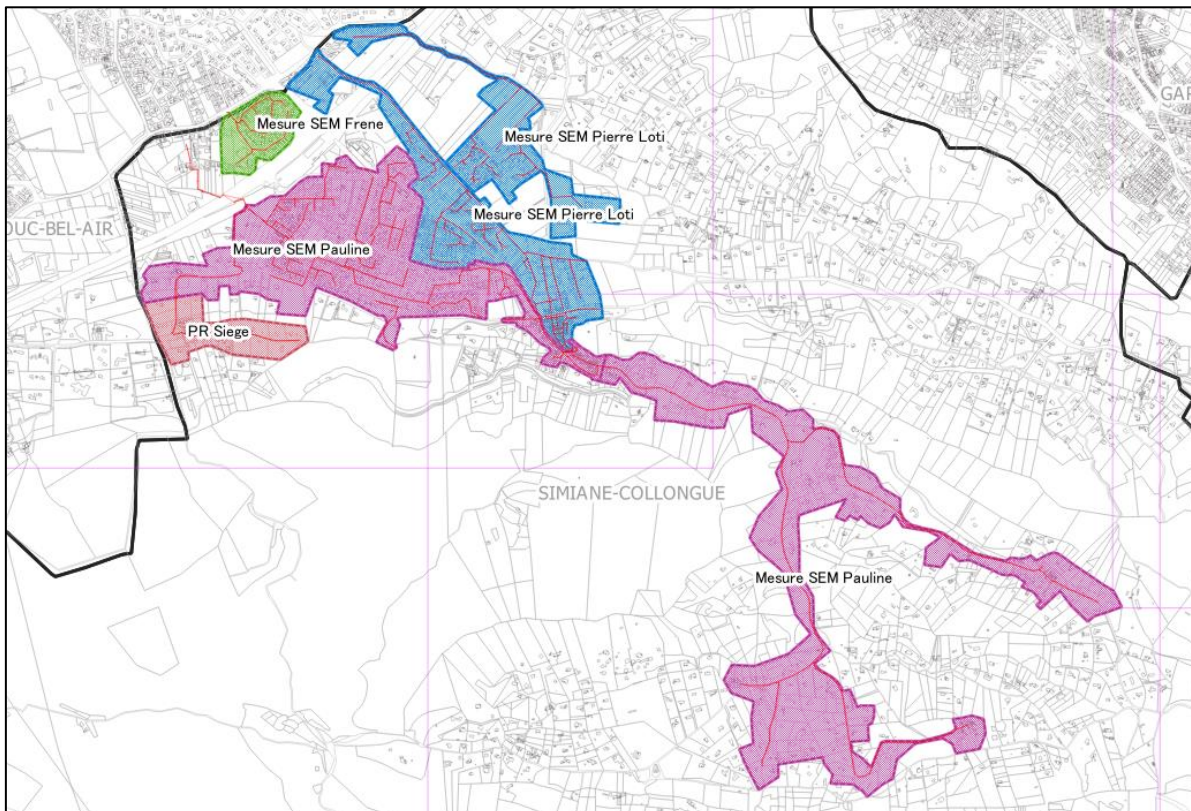 GAR
Mesure SEM Frene
Mesure SEM Pierre Loti
Mesure SEM Pierre Loti
OUC-BEL-AIR
Mesure SEM Pauline
PR Siege
SIMIANE-COLLONGUE
Mesure SEM Pauline